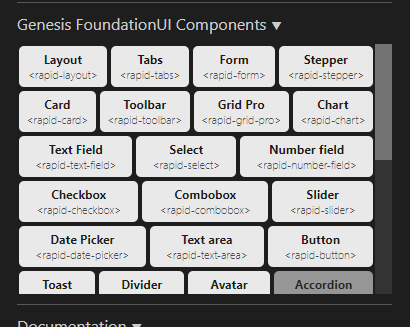 Genesis FoundationUI Components ▼
Layout Tabs Form Stepper
<rapid-layout> <rapid-tabs> <rapid-form> <rapid-stepper>
Card Toolbar Grid Pro Chart
<rapid-card> <rapid-toolbar> <rapid-grid-pro> <rapid-chart>
Text Field Select Number field
<rapid-text-field> <rapid-select> <rapid-number-field>
Checkbox Combobox Slider
<rapid-checkbox> <rapid-combobox> <rapid-slider>
Date Picker Text area Button
<rapid-date-picker> <rapid-text-area> <rapid-button>
Toast Divider Avatar Accordion
Documentation ▼